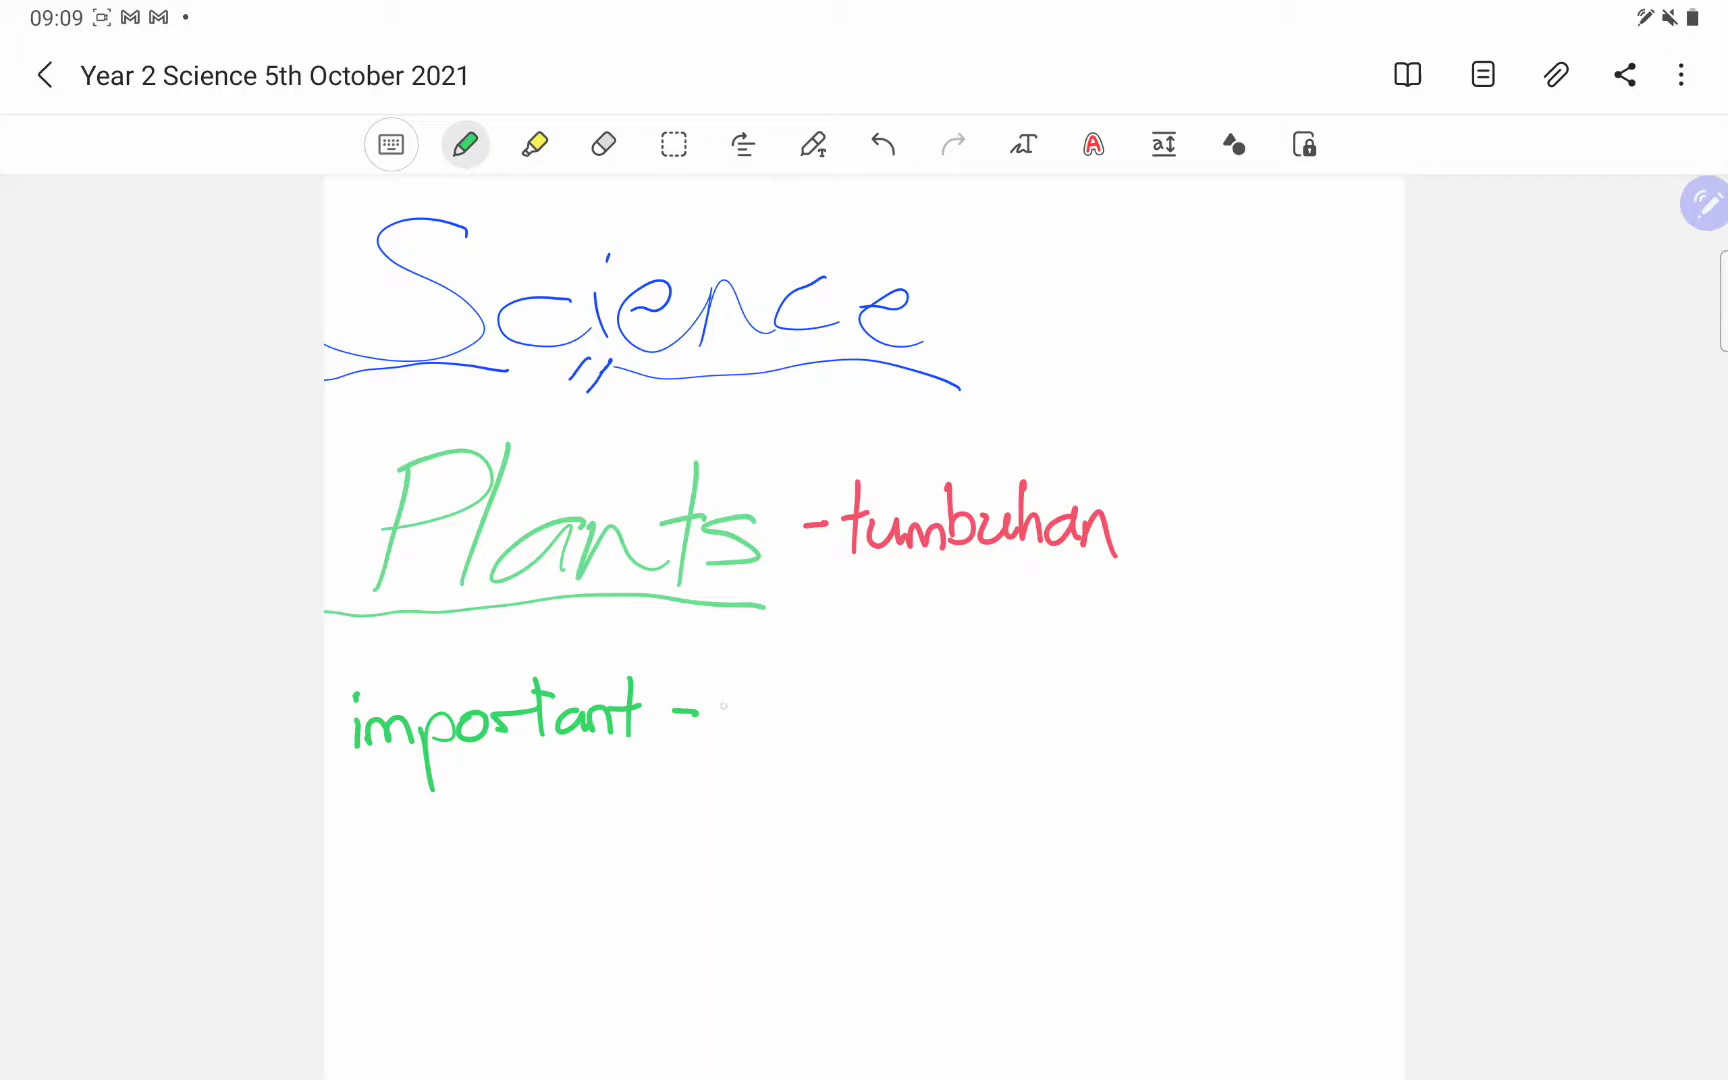 09:09
Year 2 Science 5th October 2021
Science
Plants - tumbuhan
important -